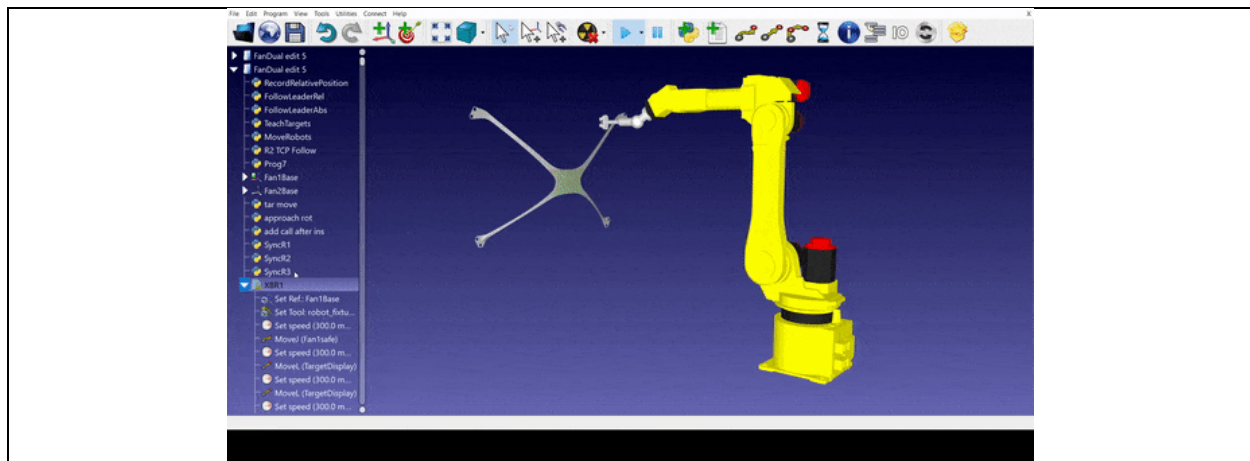 File Edit Program View Tools Utilities Connect Help X
IO
FanDual edit 5
FanDual edit 5
RecordRelativePosition
FollowLeaderRel
FollowLeaderAbs
TeachTargets
MoveRobots
R2 TCP Follow
Prog7
Fan1Base
Fan2Base
tar move
approach rot
add call after ins
SyncR1
SyncR2
SyncR3
X8R1
Set Ref.: Fan1Base
Set Tool: robot_fixtu...
Set speed (300.0 m...
MoveJ (Fan1safe)
Set speed (300.0 m...
MoveL (TargetDisplay)
Set speed (300.0 m...
MoveL (TargetDisplay)
Set speed (300.0 m...